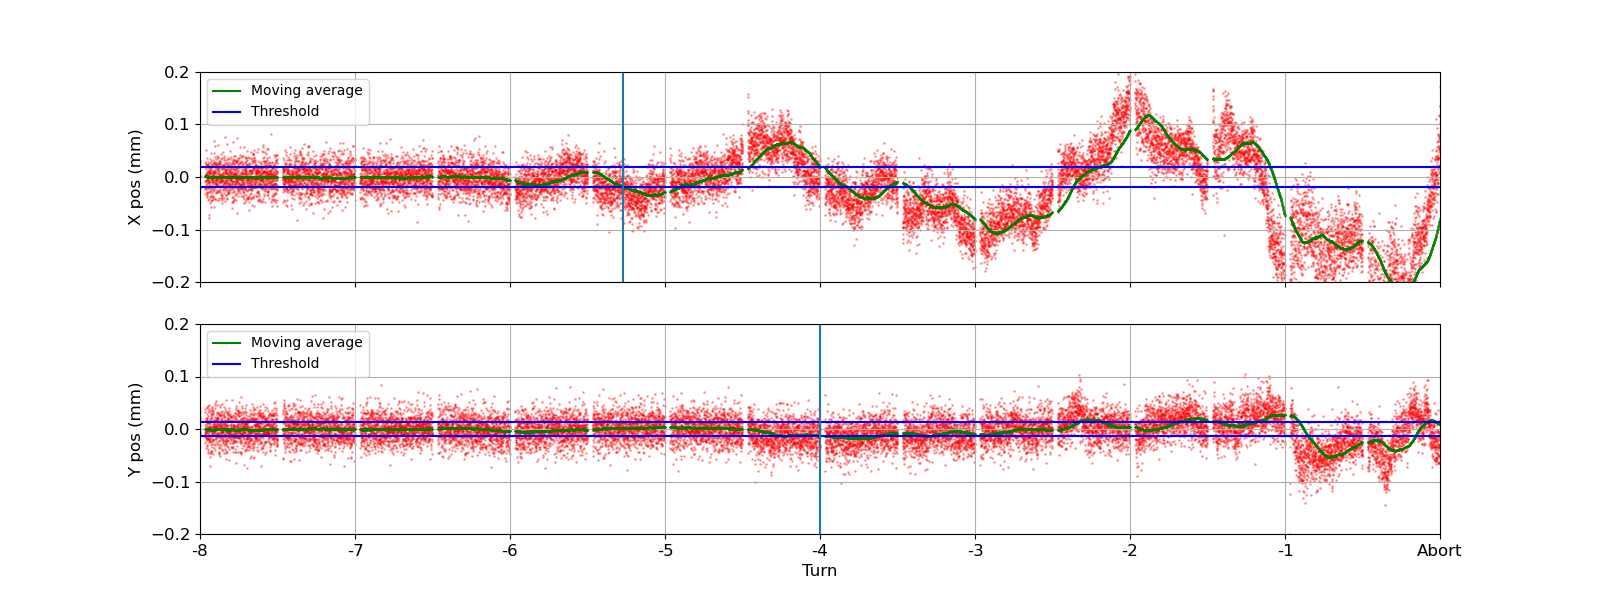 0.2
0.1
0.0
−0.1
−0.2
X pos (mm)
Moving average
Threshold
0.2
0.1
0.0
−0.1
−0.2
Y pos (mm)
Moving average
Threshold
-8 -7 -6 -5 -4 -3 -2 -1 Abort
Turn